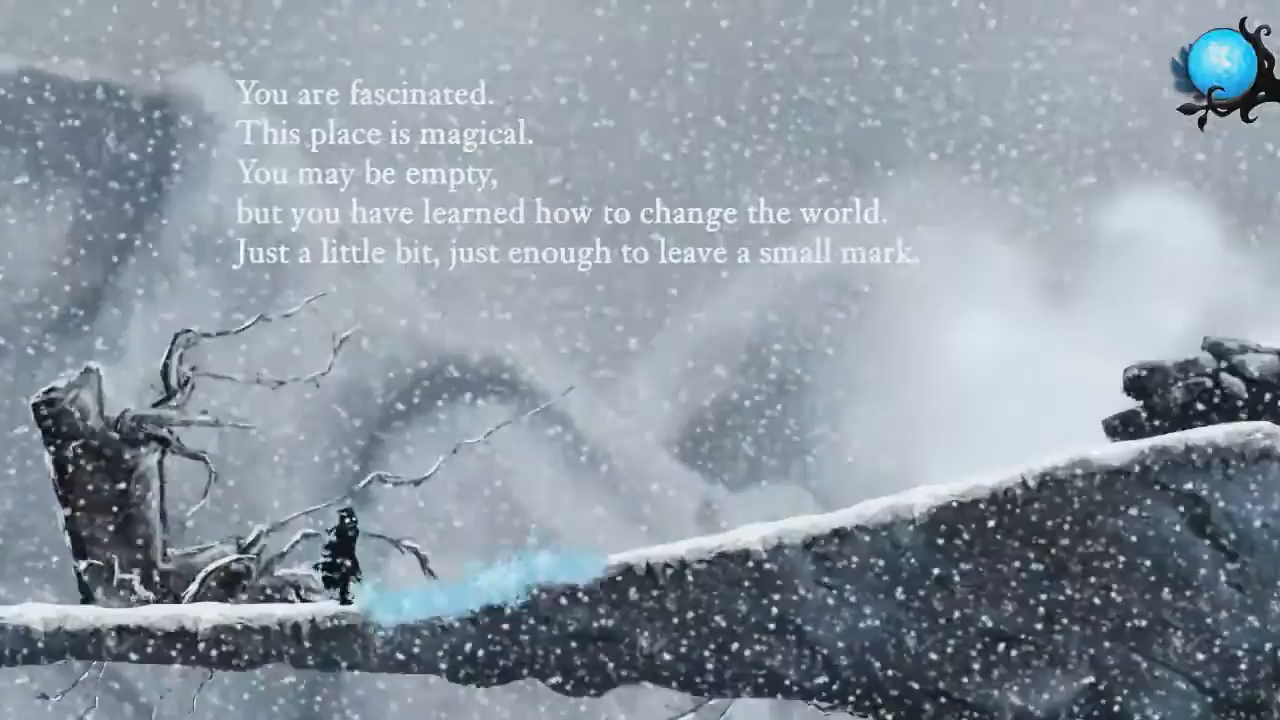 You are fascinated.
This place is magical.
You may be empty,
but you have learned how to change the world.
Just a little bit, just enough to leave a small mark.